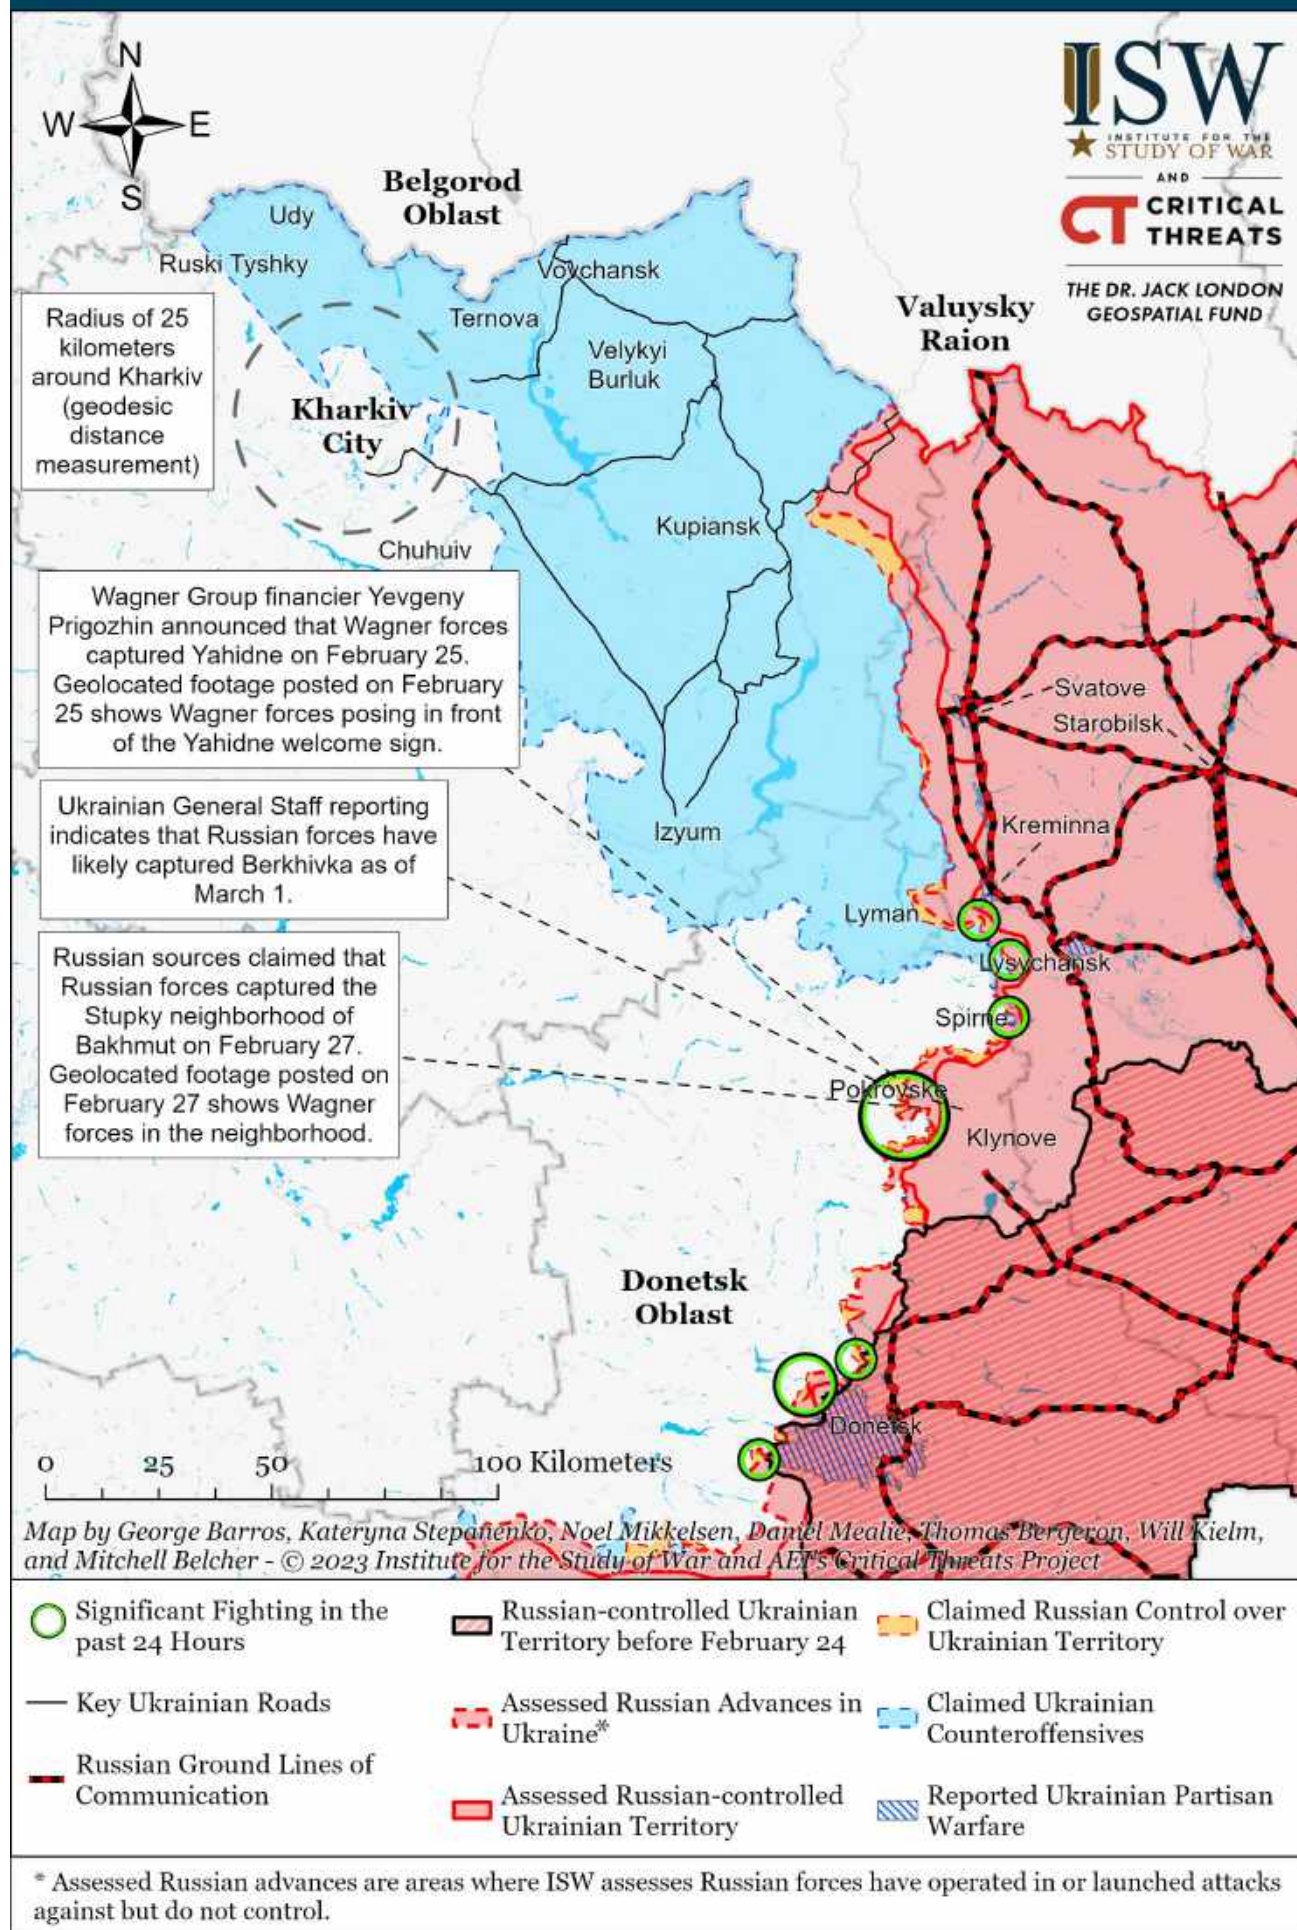 N
W E
S
ISW
INSTITUTE FOR THE
STUDY OF WAR
AND
CT CRITICAL
THREATS
THE DR. JACK LONDON
GEOSPATIAL FUND
Belgorod
Oblast
Udy
Ruski Tyshky
Vovchansk
Ternova
Velykyi
Burluk
Valuysky
Raion
Radius of 25
kilometers
around Kharkiv
(geodesic
distance
measurement)
Kharkiv
City
Kupiansk
Chuhuiv
Wagner Group financier Yevgeny
Prigozhin announced that Wagner forces
captured Yahidne on February 25.
Geolocated footage posted on February
25 shows Wagner forces posing in front
of the Yahidne welcome sign.
Svatove
Starobilsk
Ukrainian General Staff reporting
indicates that Russian forces have
likely captured Berkhivka as of
March 1.
Izyum
Kreminna
Lyman
Lysychansk
Spirne
Russian sources claimed that
Russian forces captured the
Stupky neighborhood of
Bakhmut on February 27.
Geolocated footage posted on
February 27 shows Wagner
forces in the neighborhood.
Pokrovske
Klynove
Donetsk
Oblast
Donetsk
0 25 50 100 Kilometers
Map by George Barros, Kateryna Stepanenko, Noel Mikkelsen, Daniel Mealie, Thomas Bergeron, Will Kielm,
and Mitchell Belcher - © 2023 Institute for the Study of War and AEI's Critical Threats Project
Significant Fighting in the
past 24 Hours
Key Ukrainian Roads
Russian Ground Lines of
Communication
Russian-controlled Ukrainian
Territory before February 24
Assessed Russian Advances in
Ukraine*
Assessed Russian-controlled
Ukrainian Territory
Claimed Russian Control over
Ukrainian Territory
Claimed Ukrainian
Counteroffensives
Reported Ukrainian Partisan
Warfare
* Assessed Russian advances are areas where ISW assesses Russian forces have operated in or launched attacks
against but do not control.